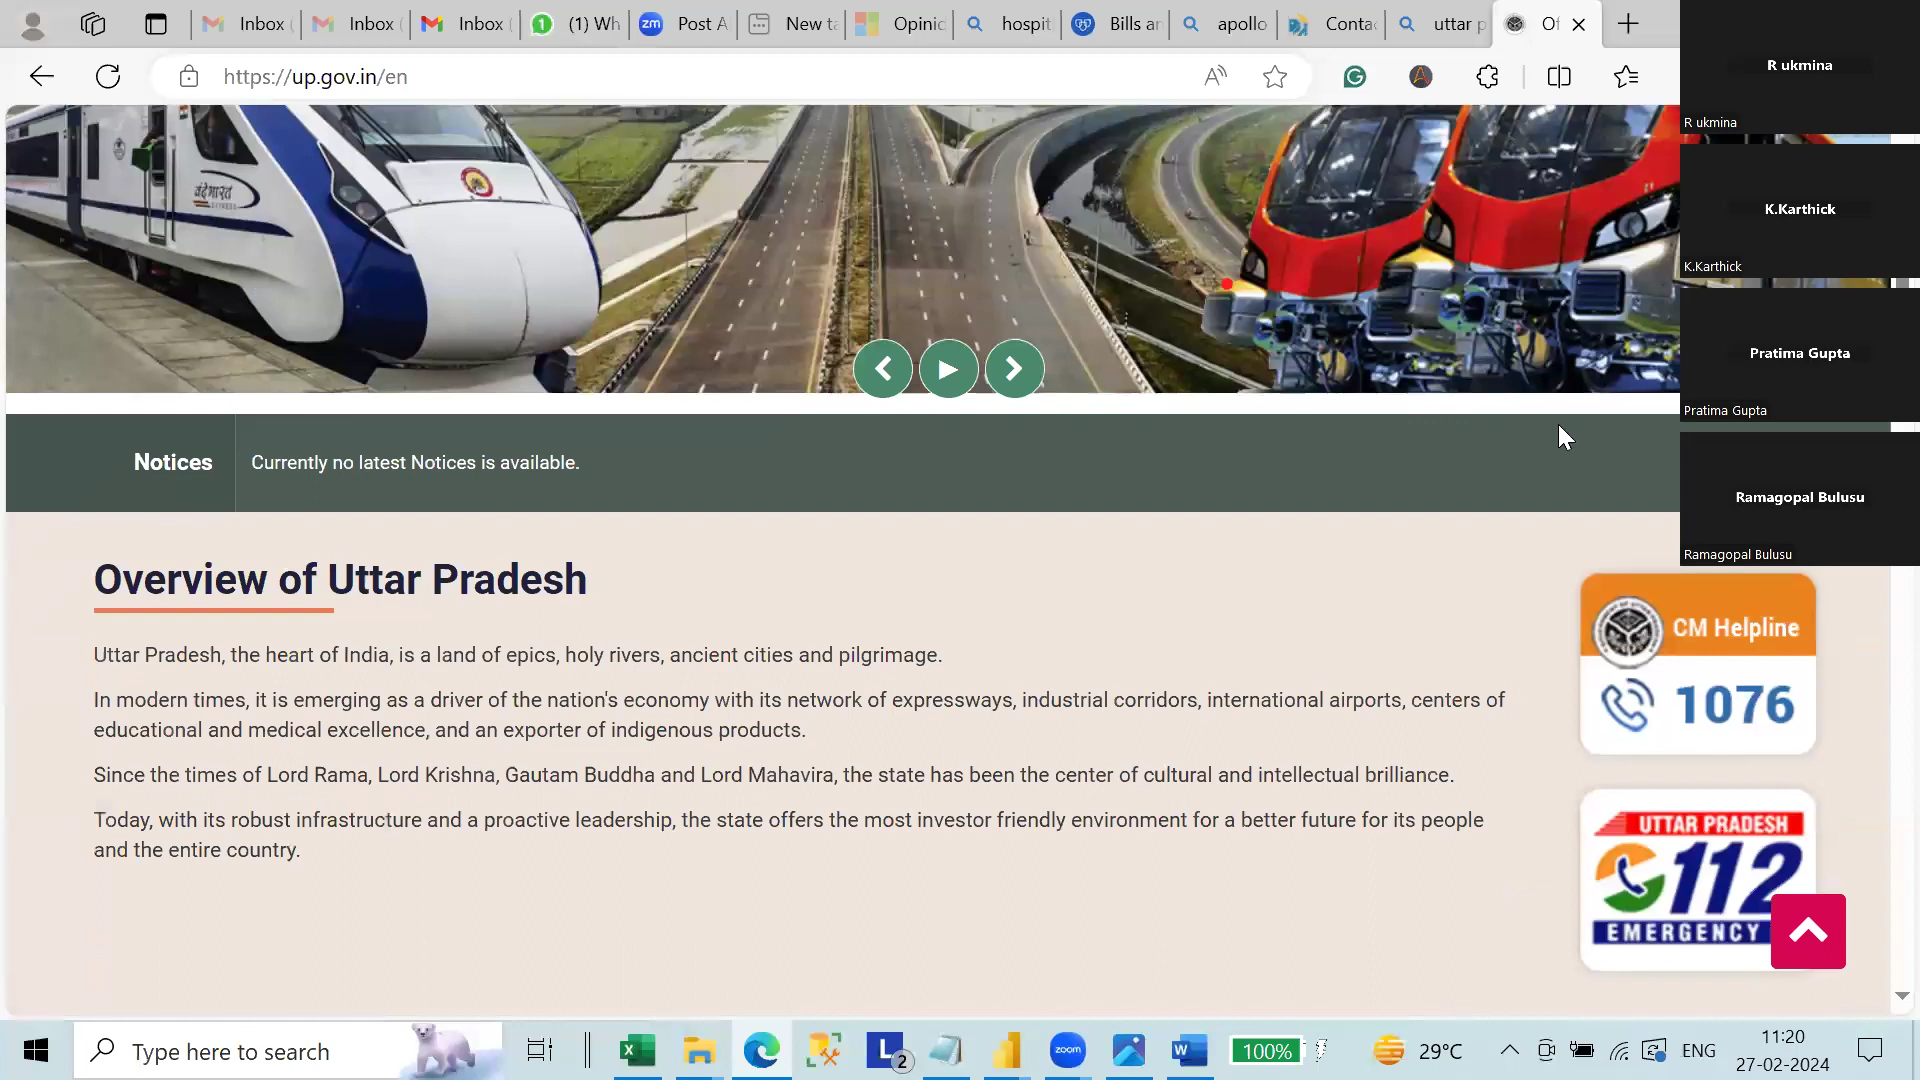 Inbox (
Inbox (
Inbox (
1
(1) Wh
zm
Post A
New ta
Opinic
hospit
Bills an
apollo
Conta
uttar p
Of
https://up.gov.in/en
R ukmina
R ukmina
K.Karthick
K.Karthick
Pratima Gupta
Pratima Gupta
Ramagopal Bulusu
Ramagopal Bulusu
वंदे भारत
Notices
Currently no latest Notices is available.
Overview of Uttar Pradesh
Uttar Pradesh, the heart of India, is a land of epics, holy rivers, ancient cities and pilgrimage.
In modern times, it is emerging as a driver of the nation's economy with its network of expressways, industrial corridors, international airports, centers of
educational and medical excellence, and an exporter of indigenous products.
Since the times of Lord Rama, Lord Krishna, Gautam Buddha and Lord Mahavira, the state has been the center of cultural and intellectual brilliance.
Today, with its robust infrastructure and a proactive leadership, the state offers the most investor friendly environment for a better future for its people
and the entire country.
CM Helpline
1076
UTTAR PRADESH
112
EMERGENCY
Type here to search
X
L
2
zoom
W
100%
29°C
ENG
11:20
27-02-2024